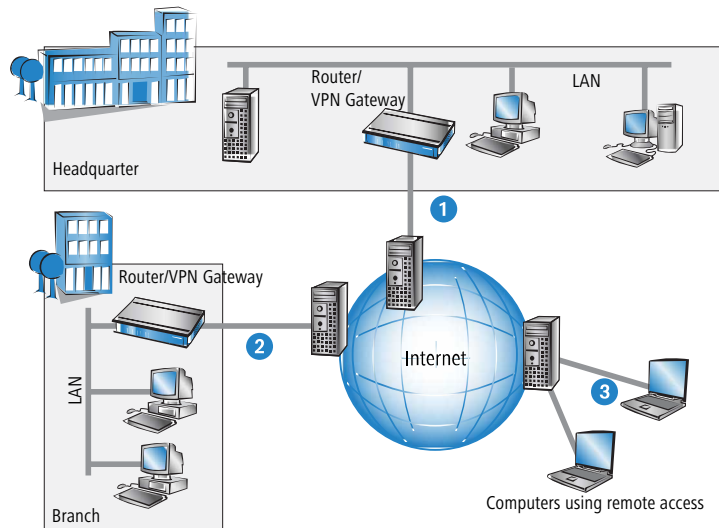 Router/
VPN Gateway
LAN
Headquarter
1
Router/VPN Gateway
2
Internet
3
LAN
Branch
Computers using remote access